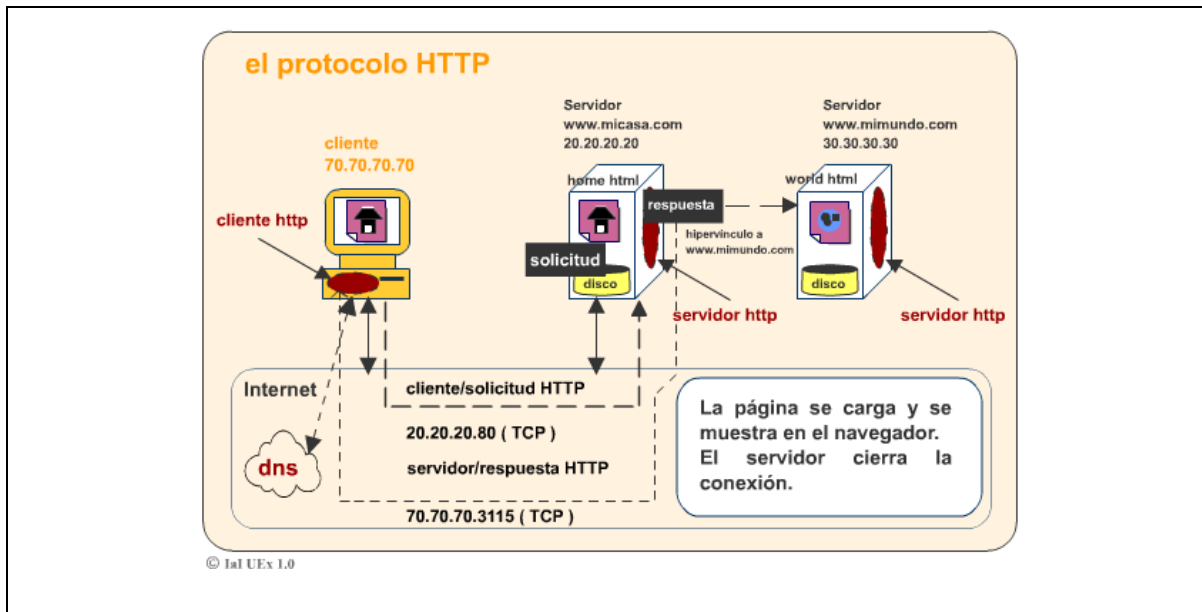 el protocolo HTTP
Servidor
www.micasa.com
20.20.20.20
Servidor
www.mimundo.com
30.30.30.30
cliente
70.70.70.70
home html
world html
respuesta
cliente http
hipervínculo a
www.mimundo.com
solicitud
disco
disco
servidor http
servidor http
Internet
cliente/solicitud HTTP
20.20.20.80 ( TCP )
servidor/respuesta HTTP
dns
70.70.70.3115 ( TCP )
La página se carga y se
muestra en el navegador.
El servidor cierra la
conexión.
© IaI UEx 1.0